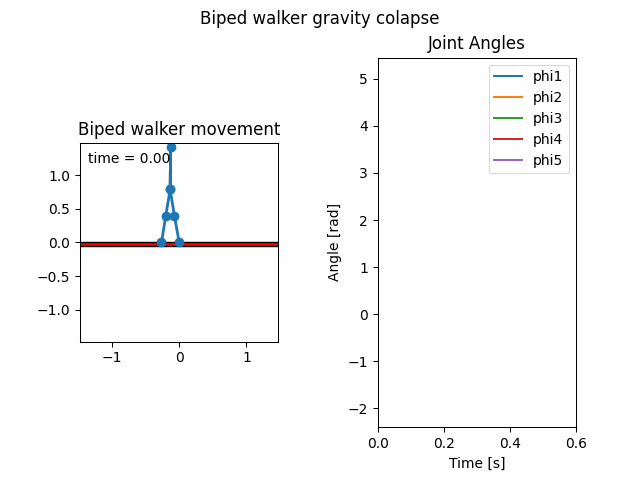 Biped walker gravity colapse
Biped walker movement
time = 0.00
1.0
0.5
0.0
−0.5
−1.0
−1
0
1
Joint Angles
phi1
phi2
phi3
phi4
phi5
5
4
3
2
1
0
−1
−2
Angle [rad]
0.0
0.2
0.4
0.6
Time [s]